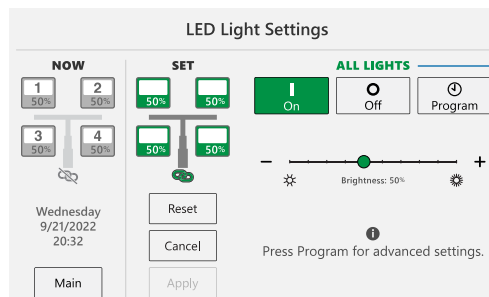 LED Light Settings
NOW
1
50%
2
50%
3
50%
4
50%
Wednesday
9/21/2022
20:32
Main
SET
50%
50%
50%
50%
Reset
Cancel
Apply
ALL LIGHTS
On
Off
Program
Brightness: 50%
Press Program for advanced settings.